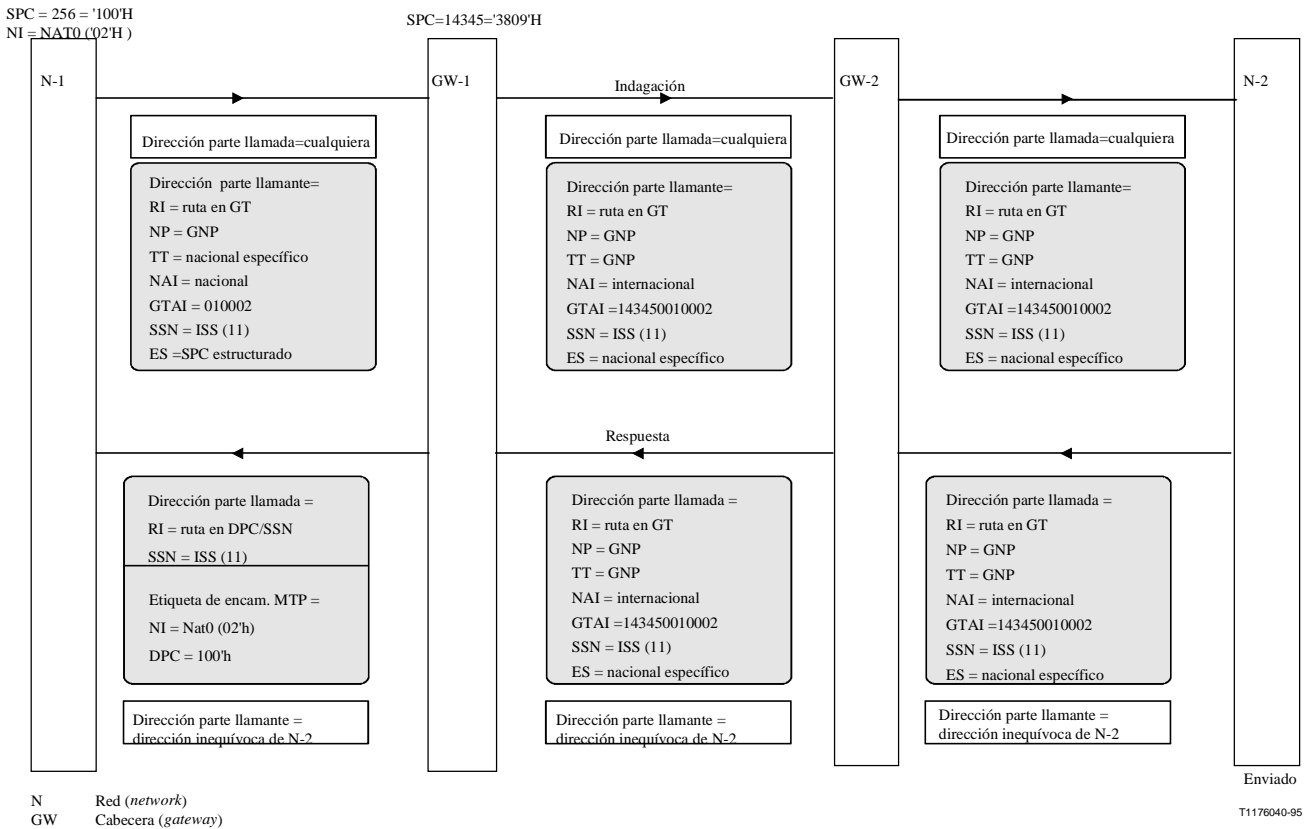 SPC = 256 = '100'H
NI = NAT0 ('02'H )
SPC=14345='3809'H
N-1
GW-1
Indagación
GW-2
N-2
Dirección parte llamada=cualquiera
Dirección parte llamada=cualquiera
Dirección parte llamada=cualquiera
Dirección parte llamante=
RI = ruta en GT
NP = GNP
TT = nacional específico
NAI = nacional
GTAI = 010002
SSN = ISS (11)
ES =SPC estructurado
Dirección parte llamante=
RI = ruta en GT
NP = GNP
TT = GNP
NAI = internacional
GTAI =143450010002
SSN = ISS (11)
ES = nacional específico
Dirección parte llamante=
RI = ruta en GT
NP = GNP
TT = GNP
NAI = internacional
GTAI =143450010002
SSN = ISS (11)
ES = nacional específico
Respuesta
Dirección parte llamada =
RI = ruta en DPC/SSN
SSN = ISS (11)
Etiqueta de encam. MTP =
NI = Nat0 (02'h)
DPC = 100'h
Dirección parte llamada =
RI = ruta en GT
NP = GNP
TT = GNP
NAI = internacional
GTAI =143450010002
SSN = ISS (11)
ES = nacional específico
Dirección parte llamada =
RI = ruta en GT
NP = GNP
TT = GNP
NAI = internacional
GTAI =143450010002
SSN = ISS (11)
ES = nacional específico
Dirección parte llamante =
dirección inequívoca de N-2
Dirección parte llamante =
dirección inequívoca de N-2
Dirección parte llamante =
dirección inequívoca de N-2
Enviado
N Red (network)
GW Cabecera (gateway)
T1176040-95